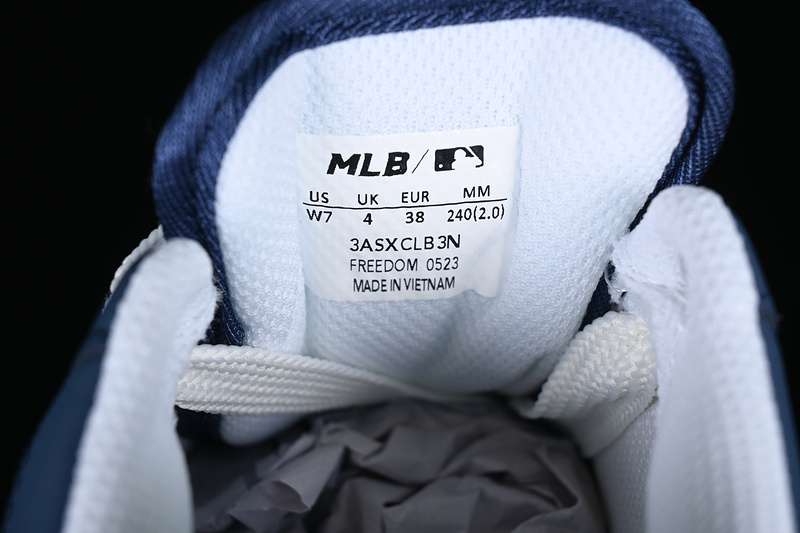 MLB/
US UK EUR MM
W7 4 38 240(2.0)
3ASXCLB3N
FREEDOM 0523
MADE IN VIETNAM